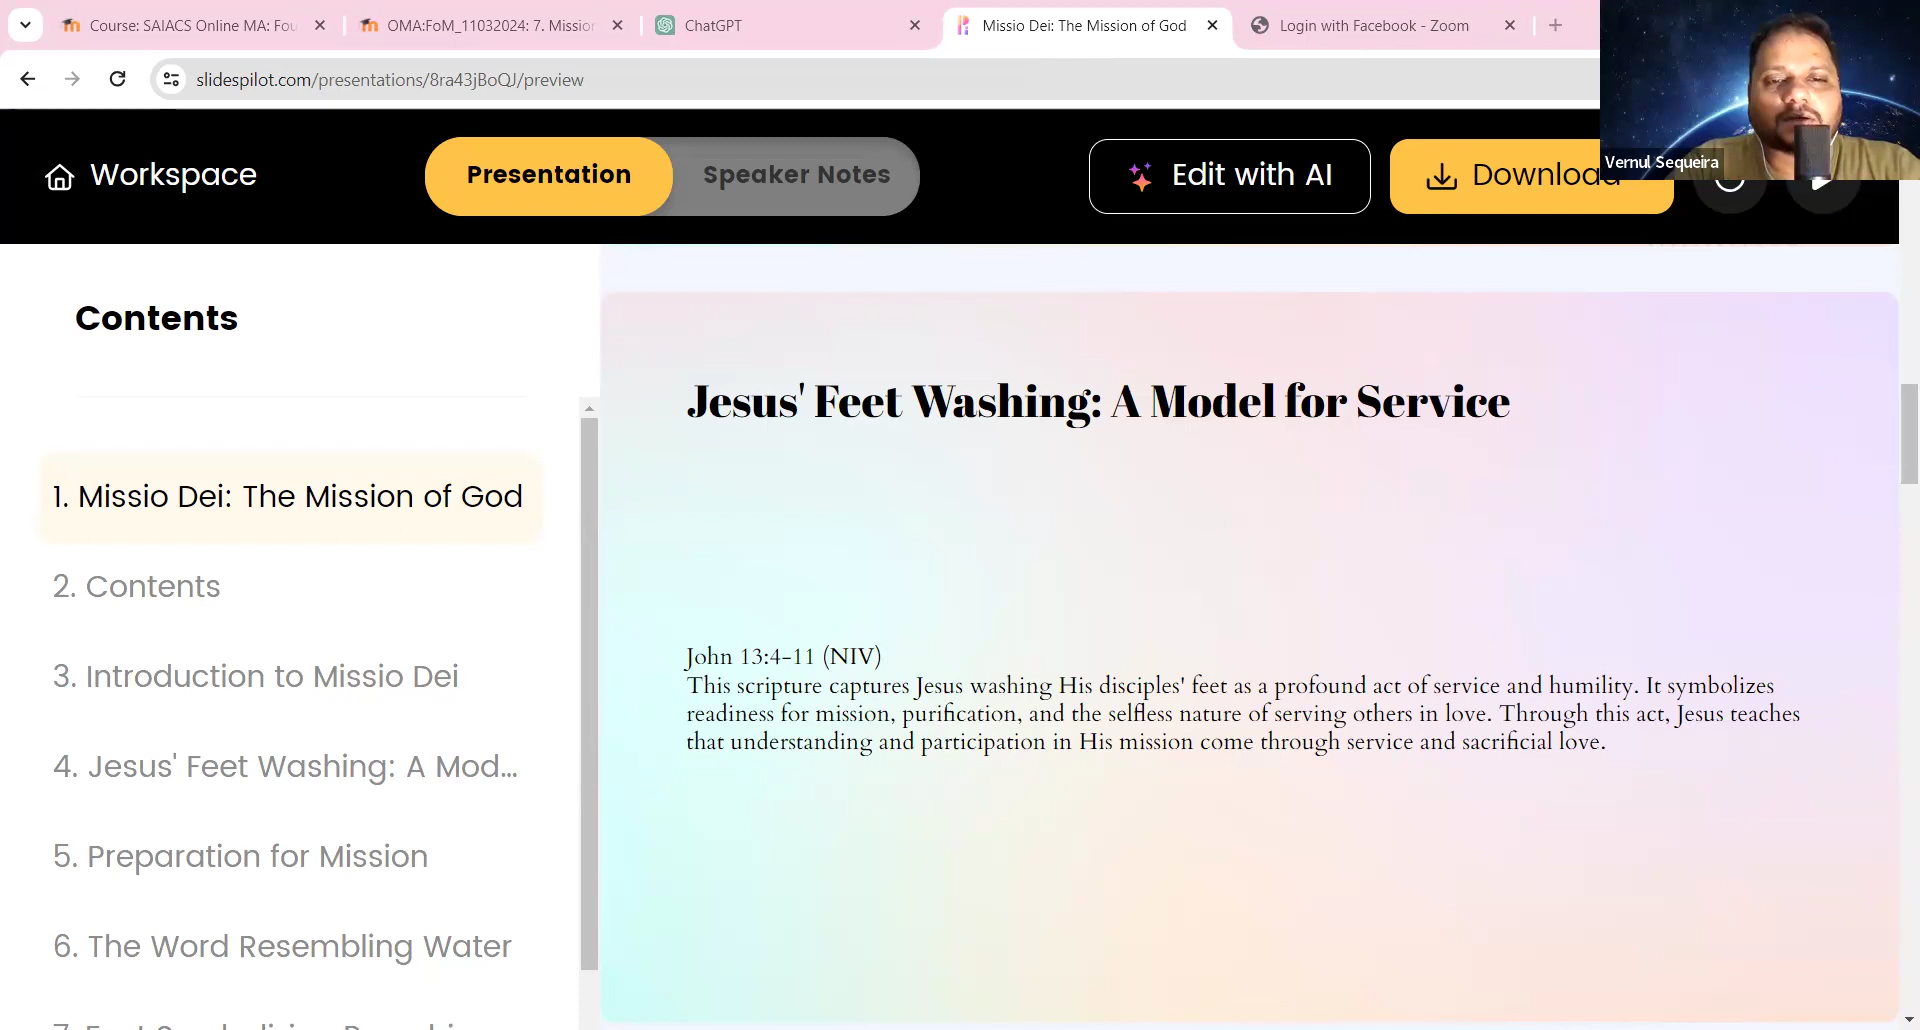 Course: SAIACS Online MA: Fou
OMA:FoM_11032024: 7. Mission
ChatGPT
Missio Dei: The Mission of God
Login with Facebook - Zoom
slidespilot.com/presentations/8ra43jBoQJ/preview
Workspace
Presentation
Speaker Notes
Edit with AI
Download
Vernul Sequeira
Contents
1. Missio Dei: The Mission of God
2. Contents
3. Introduction to Missio Dei
4. Jesus' Feet Washing: A Mod...
5. Preparation for Mission
6. The Word Resembling Water
Jesus' Feet Washing: A Model for Service
John 13:4-11 (NIV)
This scripture captures Jesus washing His disciples' feet as a profound act of service and humility. It symbolizes
readiness for mission, purification, and the selfless nature of serving others in love. Through this act, Jesus teaches
that understanding and participation in His mission come through service and sacrificial love.